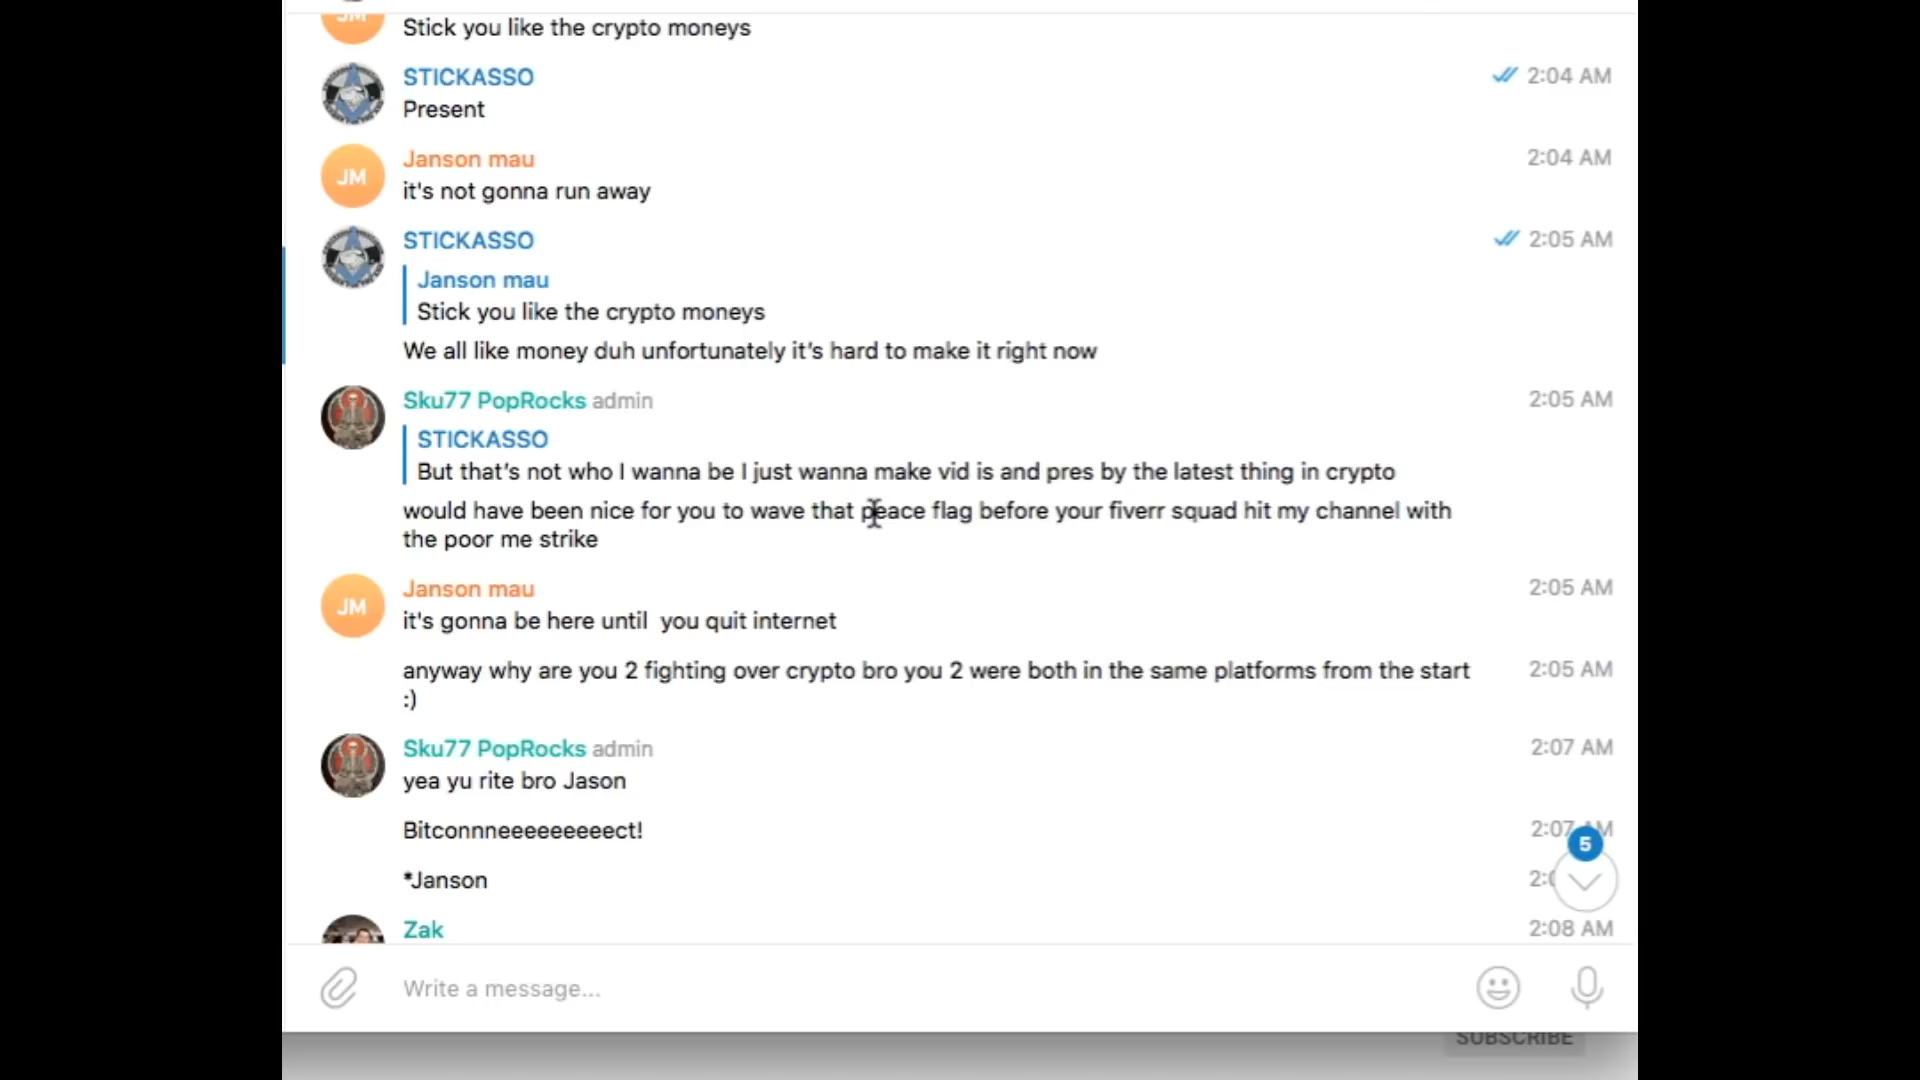 JM
Stick you like the crypto moneys
STICKASSO
2:04 AM
Present
JM
Janson mau
2:04 AM
it's not gonna run away
STICKASSO
2:05 AM
Janson mau
Stick you like the crypto moneys
We all like money duh unfortunately it's hard to make it right now
Sku77 PopRocks admin
2:05 AM
STICKASSO
But that's not who I wanna be I just wanna make vid is and pres by the latest thing in crypto
would have been nice for you to wave that peace flag before your fiverr squad hit my channel with
the poor me strike
JM
Janson mau
2:05 AM
it's gonna be here until  you quit internet
anyway why are you 2 fighting over crypto bro you 2 were both in the same platforms from the start
2:05 AM
:)
Sku77 PopRocks admin
2:07 AM
yea yu rite bro Jason
Bitconnneeeeeeeeect!
2:07 AM
5
*Janson
Zak
2:08 AM
Write a message...
SUBSCRIBE